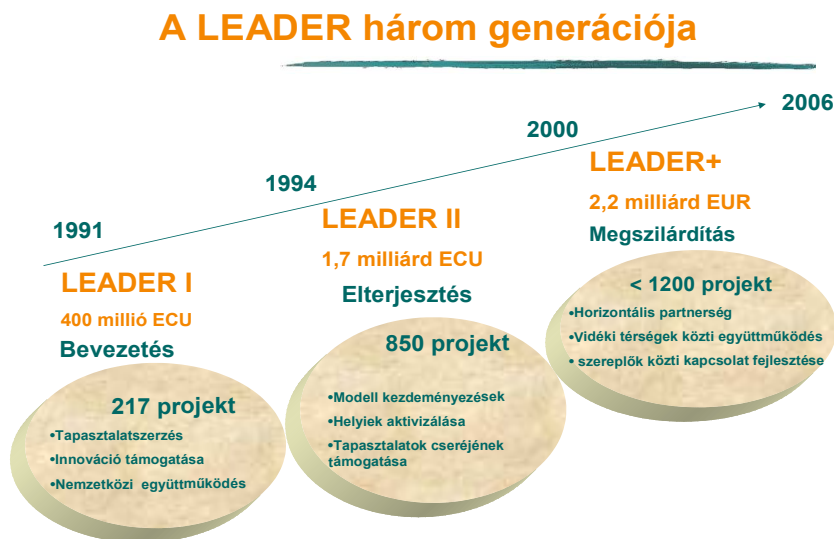 A LEADER három generációja
1991
LEADER I
400 millió ECU
Bevezetés
217 projekt
•Tapasztalatszerzés
•Innováció támogatása
•Nemzetközi együttműködés
1994
LEADER II
1,7 milliárd ECU
Elterjesztés
850 projekt
•Modell kezdeményezések
•Helyiek aktivizálása
•Tapasztalatok cseréjének
támogatása
2000
2006
LEADER+
2,2 milliárd EUR
Megszilárdítás
< 1200 projekt
•Horizontális partnerség
•Vidéki térségek közti együttműködés
• szereplők közti kapcsolat fejlesztése